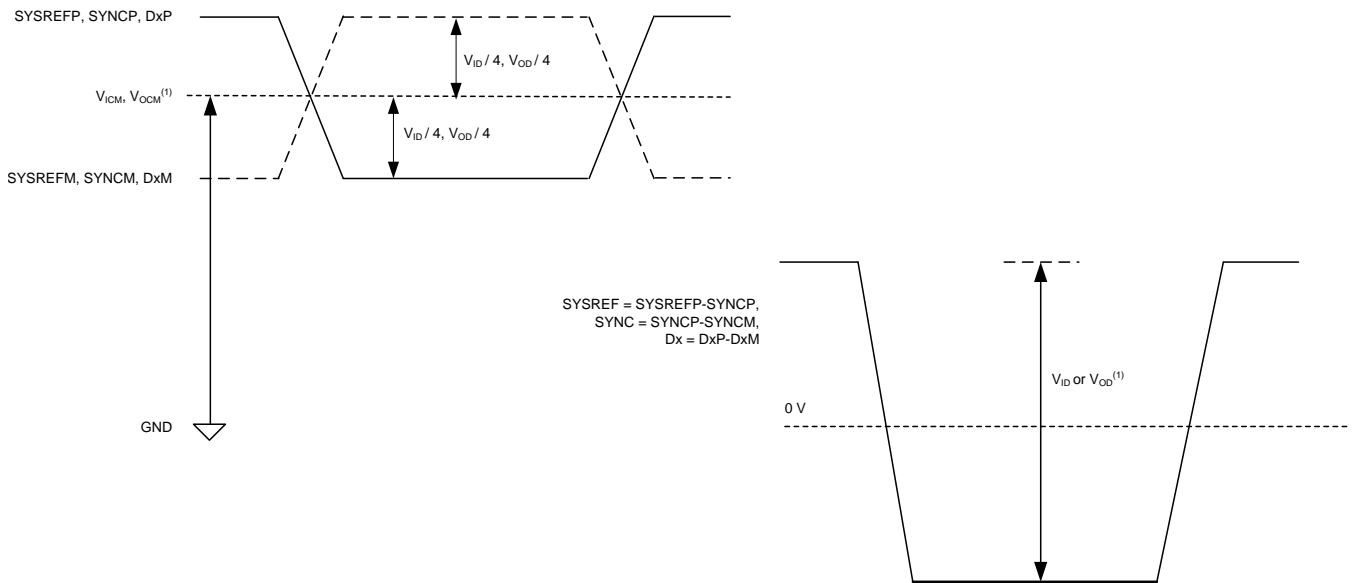 SYSREFP, SYNCP, DxP
V_ID / 4, V_OD / 4
V_ICM, V_OCM^(1)
V_ID / 4, V_OD / 4
SYSREFM, SYNCM, DxM
GND
SYSREF = SYSREFP-SYNCP,
SYNC = SYNCP-SYNCM,
Dx = DxP-DxM
V_ID or V_OD^(1)
0 V